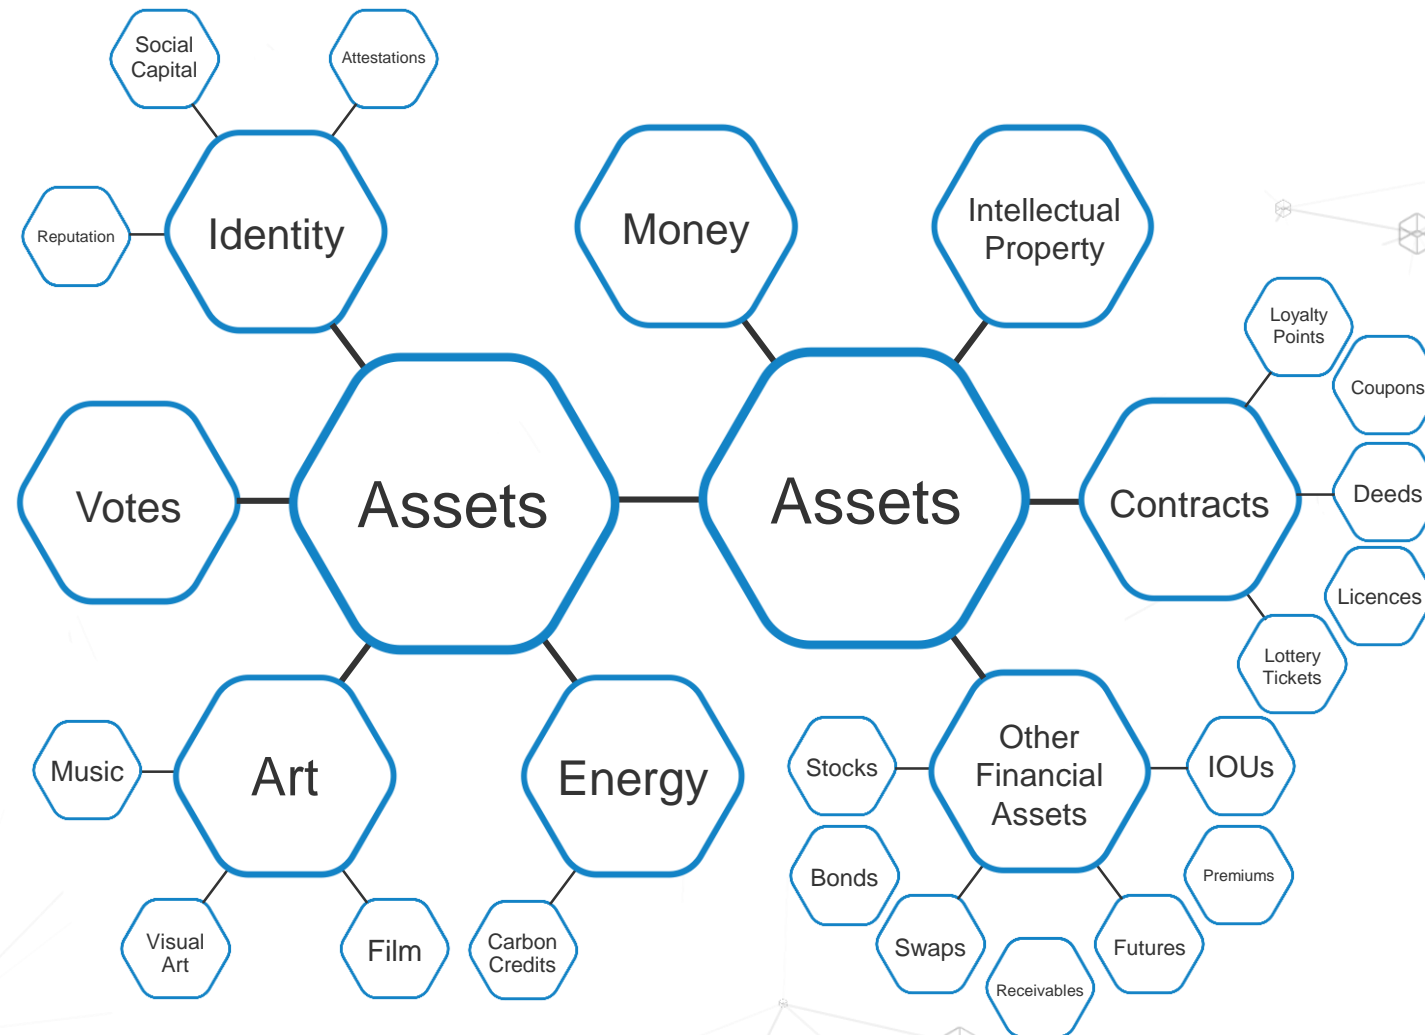 Social
Capital
Attestations
Reputation
Identity
Money
Intellectual
Property
Loyalty
Points
Coupons
Votes
Assets
Assets
Contracts
Deeds
Licences
Lottery
Tickets
Music
Art
Energy
Other
Financial
Assets
Stocks
IOUs
Bonds
Premiums
Visual
Art
Film
Carbon
Credits
Swaps
Futures
Receivables